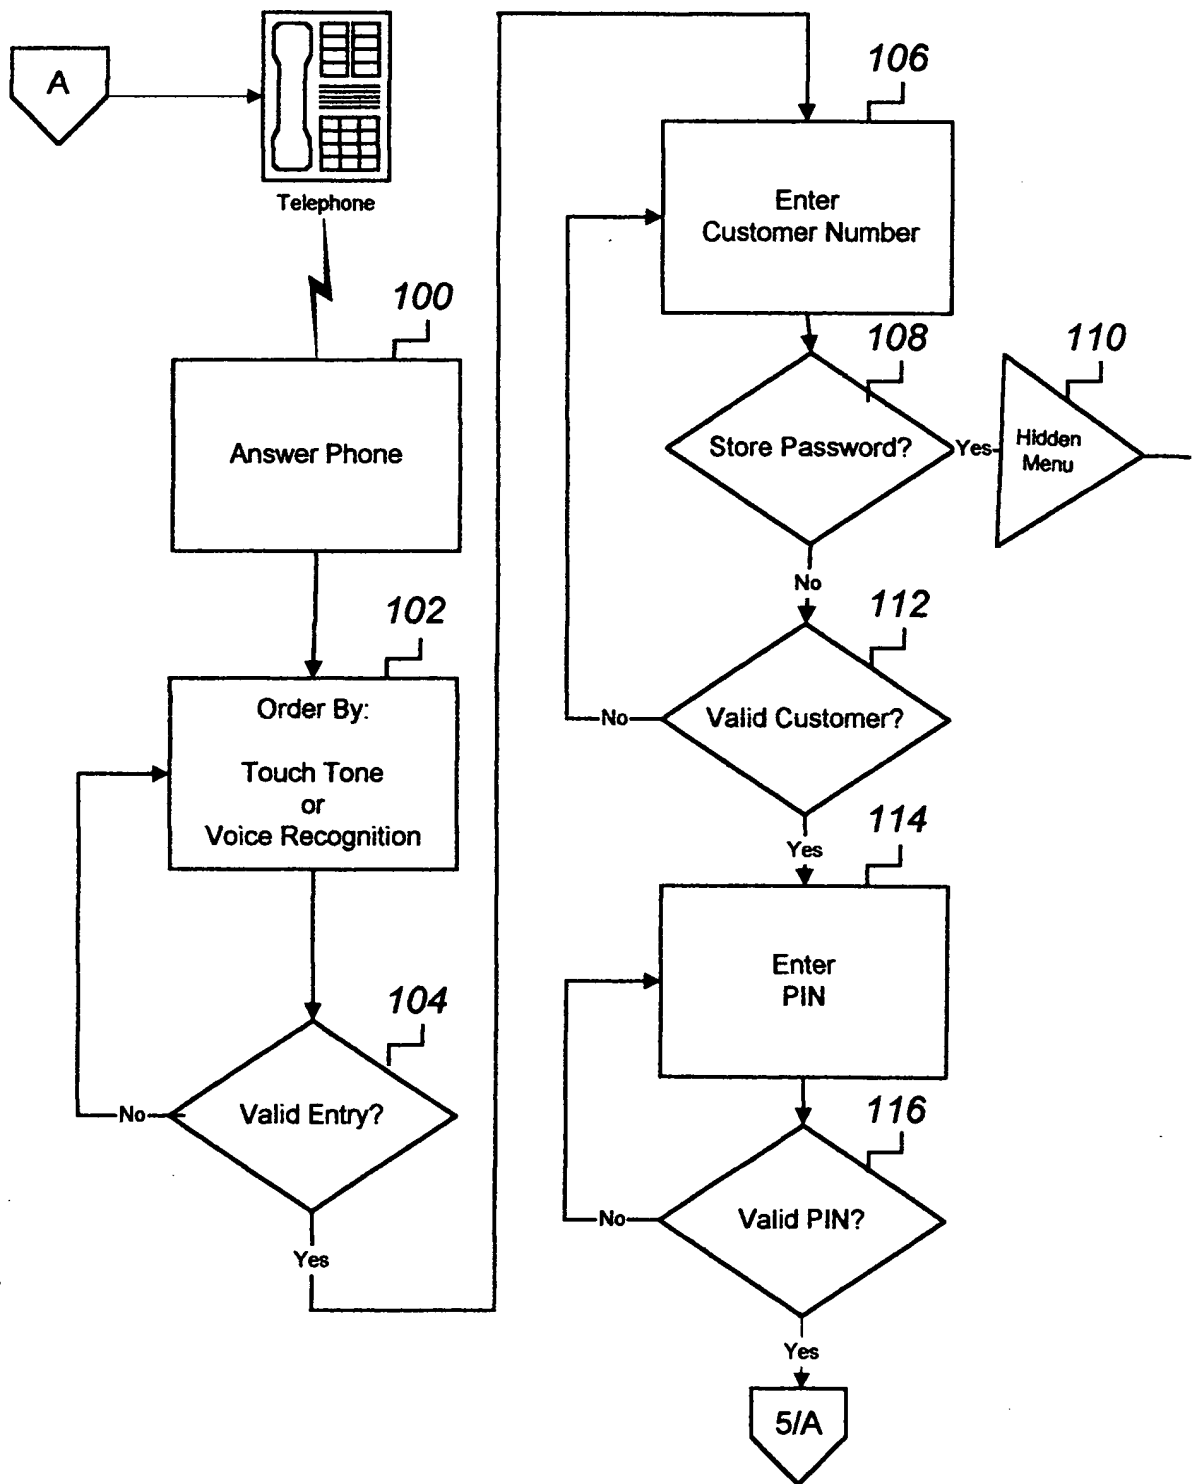 A
Telephone
100
Answer Phone
102
Order By:
Touch Tone
or
Voice Recognition
104
Valid Entry?
No
Yes
106
Enter
Customer Number
108
Store Password?
Yes
110
Hidden
Menu
No
112
Valid Customer?
No
Yes
114
Enter
PIN
116
Valid PIN?
No
Yes
5/A